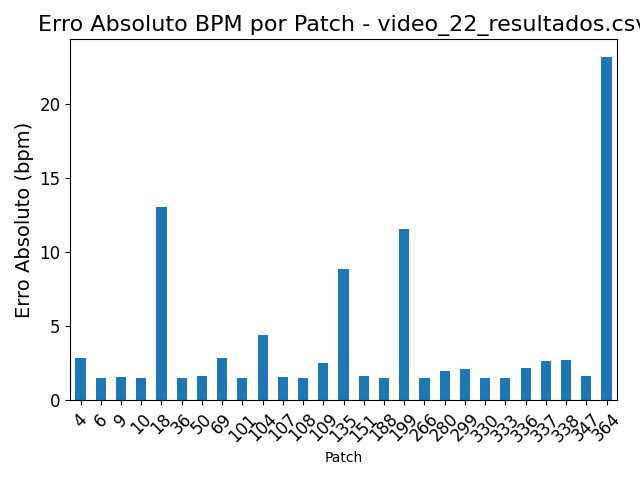 Erro Absoluto BPM por Patch - video_22_resultados.csv
Erro Absoluto (bpm)
20
15
10
5
0
4 6 9 10 18 36 50 69 101 104 107 108 109 135 151 188 199 266 280 299 330 333 336 337 338 347 364
Patch